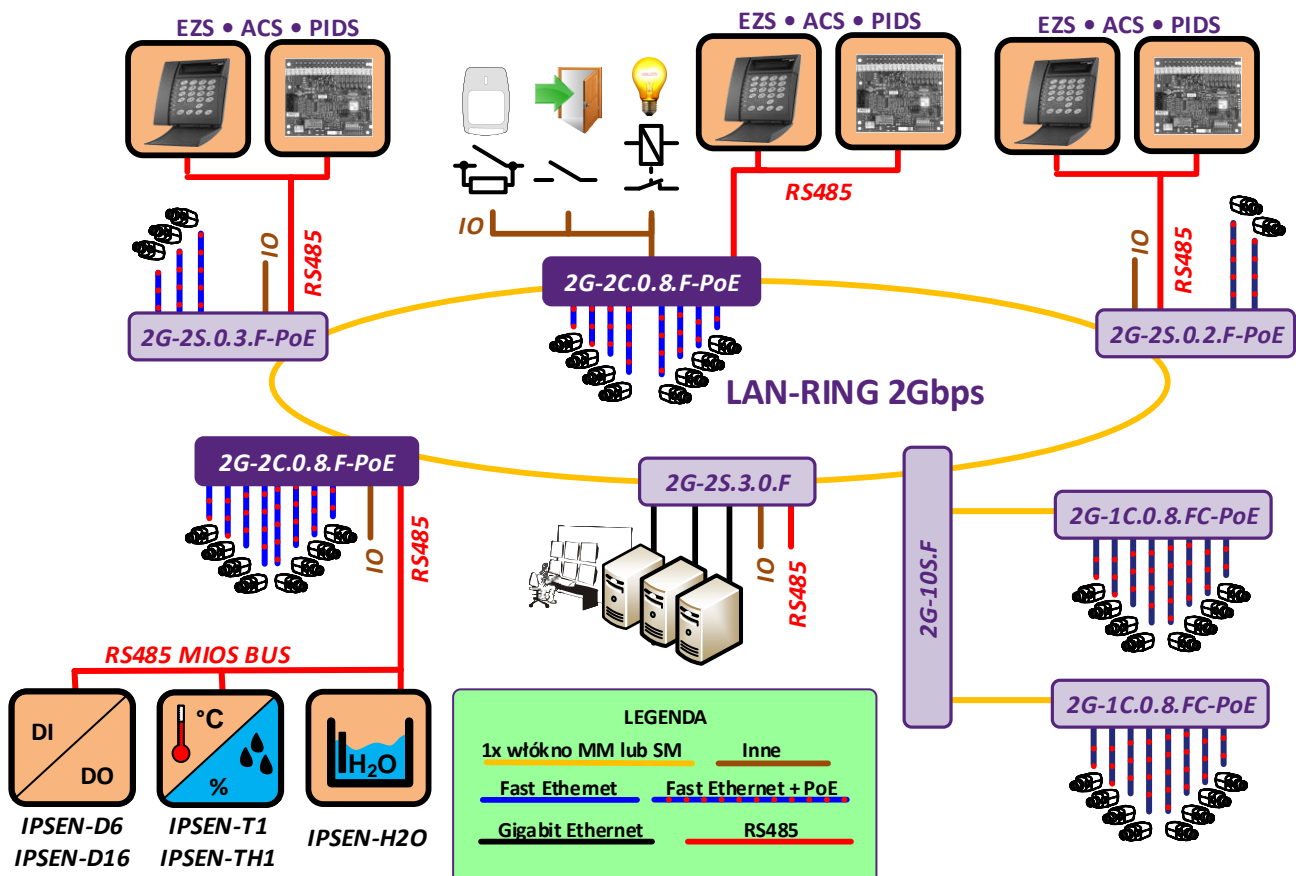 EZS • ACS • PIDS
EZS • ACS • PIDS
EZS • ACS • PIDS
RS485
IO
IO
RS485
IO
RS485
2G-2C.0.8.F-PoE
2G-2S.0.3.F-PoE
2G-2S.0.2.F-PoE
LAN-RING 2Gbps
2G-2C.0.8.F-PoE
2G-2S.3.0.F
2G-10S.F
2G-1C.0.8.FC-PoE
IO
RS485
IO
RS485
RS485 MIOS BUS
2G-1C.0.8.FC-PoE
DI
DO
°C
%
H₂O
IPSEN-D6
IPSEN-D16
IPSEN-T1
IPSEN-TH1
IPSEN-H2O
LEGENDA
1x włókno MM lub SM
Inne
Fast Ethernet
Fast Ethernet + PoE
Gigabit Ethernet
RS485